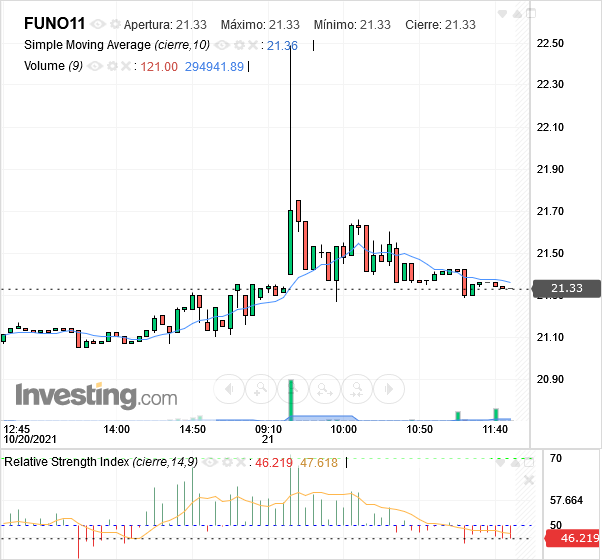 FUNO11 Apertura: 21.33 Máximo: 21.33 Mínimo: 21.33 Cierre: 21.33
Simple Moving Average (cierre,10) : 21.36
Volume (9) : 121.00 294941.89
22.50
22.30
22.10
21.90
21.70
21.50
21.33
21.10
20.90
Investing.com
12:45 14:00 14:50 09:10 10:00 10:50 11:40
10/20/2021 21
Relative Strength Index (cierre,14,9) : 46.219 47.618
70
57.664
50
46.219